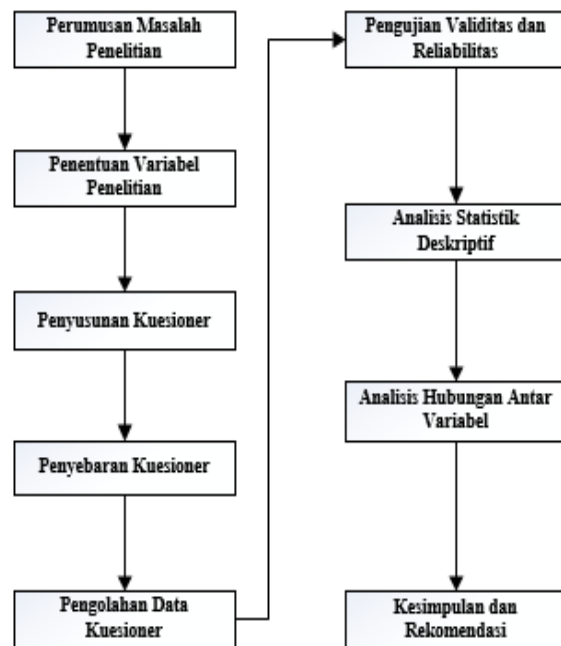 Perumusan Masalah
Penelitian
Penentuan Variabel
Penelitian
Penyusunan Kuesioner
Penyebaran Kuesioner
Pengolahan Data
Kuesioner
Pengujian Validitas dan
Reliabilitas
Analisis Statistik
Deskriptif
Analisis Hubungan Antar
Variabel
Kesimpulan dan
Rekomendasi